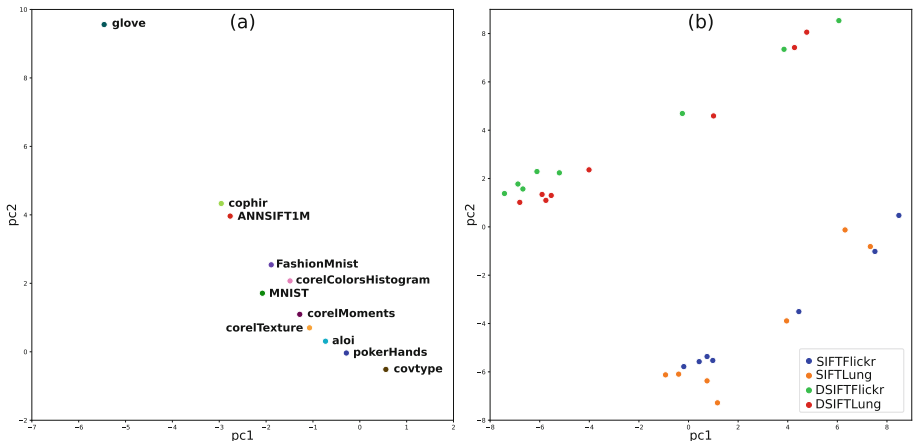 (a)
glove
cophir
ANNSIFT1M
FashionMnist
corelColorsHistogram
MNIST
corelMoments
corelTexture
aloi
pokerHands
covtype
10
8
6
4
2
0
−2
pc2
−7
−6
−5
−4
−3
−2
−1
0
1
2
pc1
(b)
8
6
4
2
0
−2
−4
−6
−8
pc2
−8
−6
−4
−2
0
2
4
6
8
pc1
SIFTFlickr
SIFTLung
DSIFTFlickr
DSIFTLung